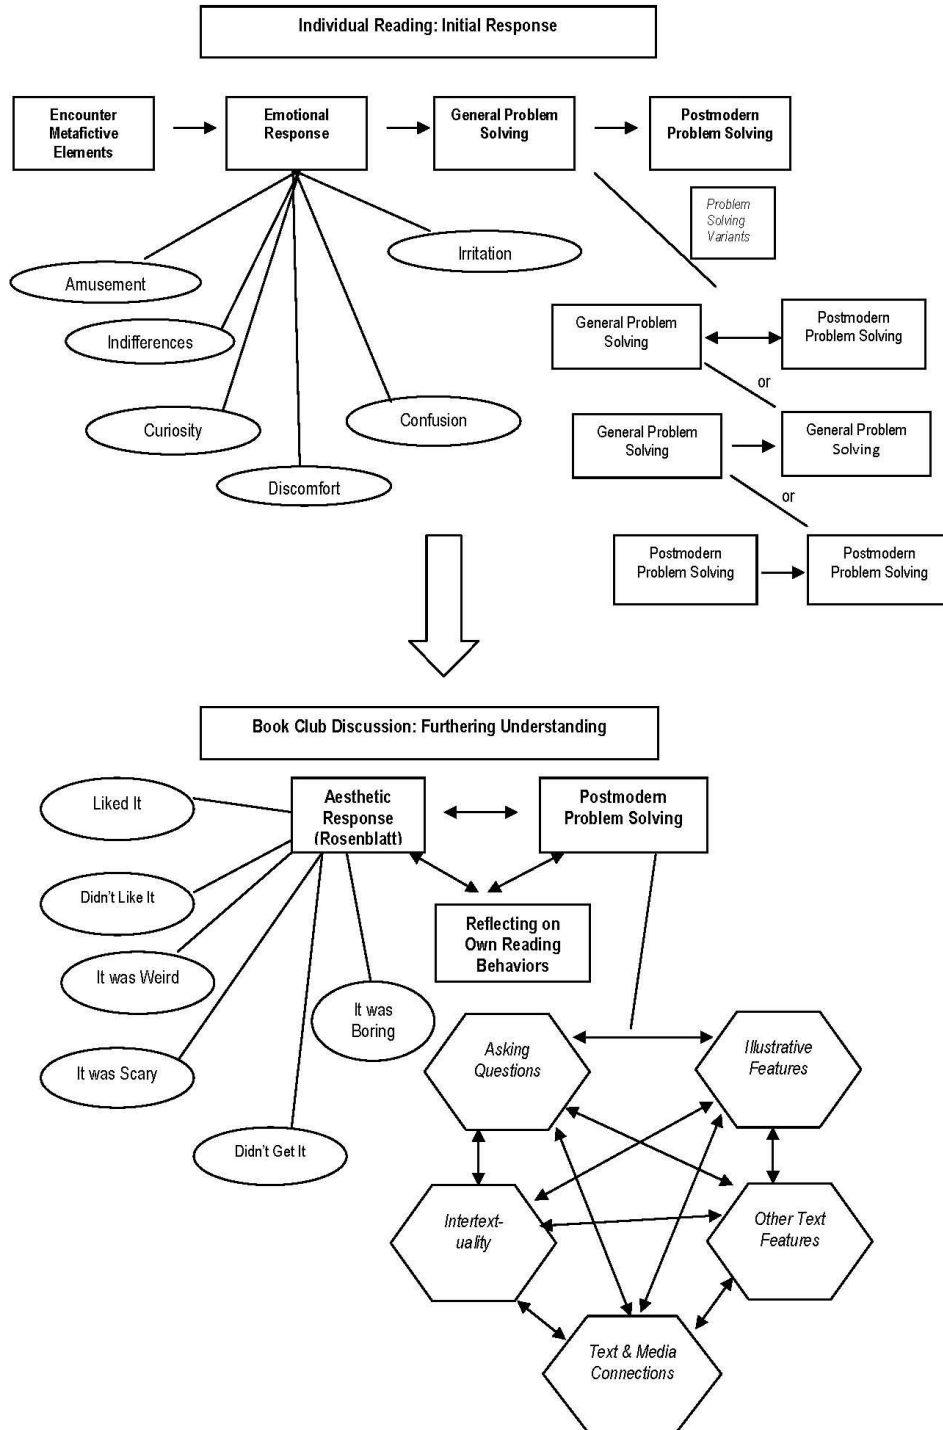 Individual Reading: Initial Response
Encounter
Metafictive
Elements
Emotional
Response
General Problem
Solving
Postmodern
Problem Solving
Problem
Solving
Variants
Irritation
Amusement
Indifferences
Curiosity
Confusion
Discomfort
General Problem
Solving
Postmodern
Problem Solving
or
General Problem
Solving
General Problem
Solving
or
Postmodern
Problem Solving
Postmodern
Problem Solving
Book Club Discussion: Furthering Understanding
Liked It
Aesthetic
Response
(Rosenblatt)
Postmodern
Problem Solving
Didn't Like It
Reflecting on
Own Reading
Behaviors
It was Weird
It was
Boring
It was Scary
Didn't Get It
Asking
Questions
Illustrative
Features
Intertext-
uality
Other Text
Features
Text & Media
Connections